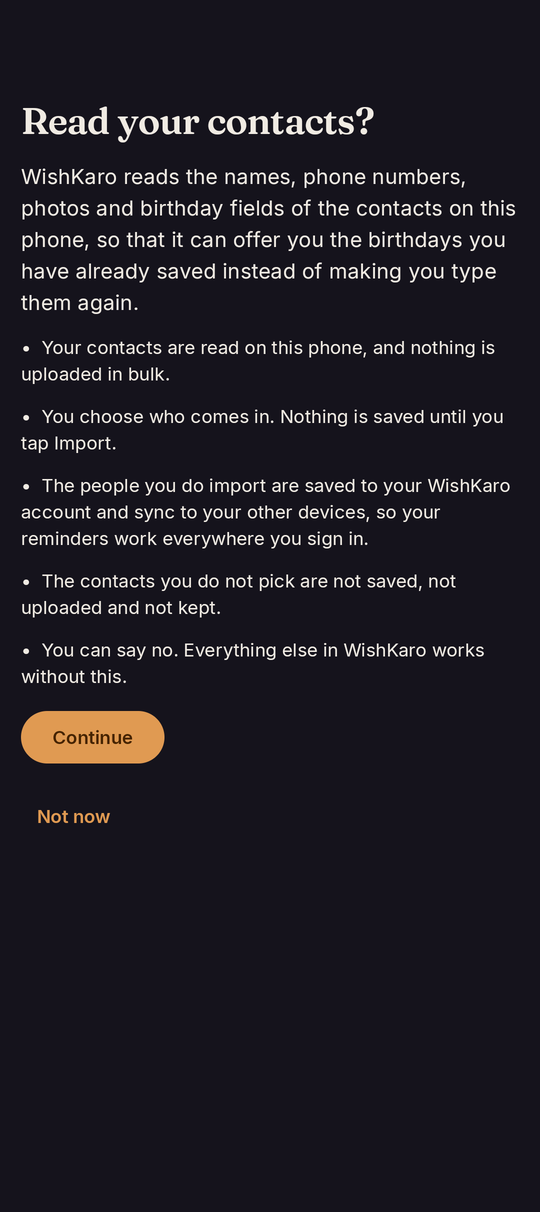 Read your contacts?
WishKaro reads the names, phone numbers,
photos and birthday fields of the contacts on this
phone, so that it can offer you the birthdays you
have already saved instead of making you type
them again.
• Your contacts are read on this phone, and nothing is
uploaded in bulk.
• You choose who comes in. Nothing is saved until you
tap Import.
• The people you do import are saved to your WishKaro
account and sync to your other devices, so your
reminders work everywhere you sign in.
• The contacts you do not pick are not saved, not
uploaded and not kept.
• You can say no. Everything else in WishKaro works
without this.
Continue
Not now